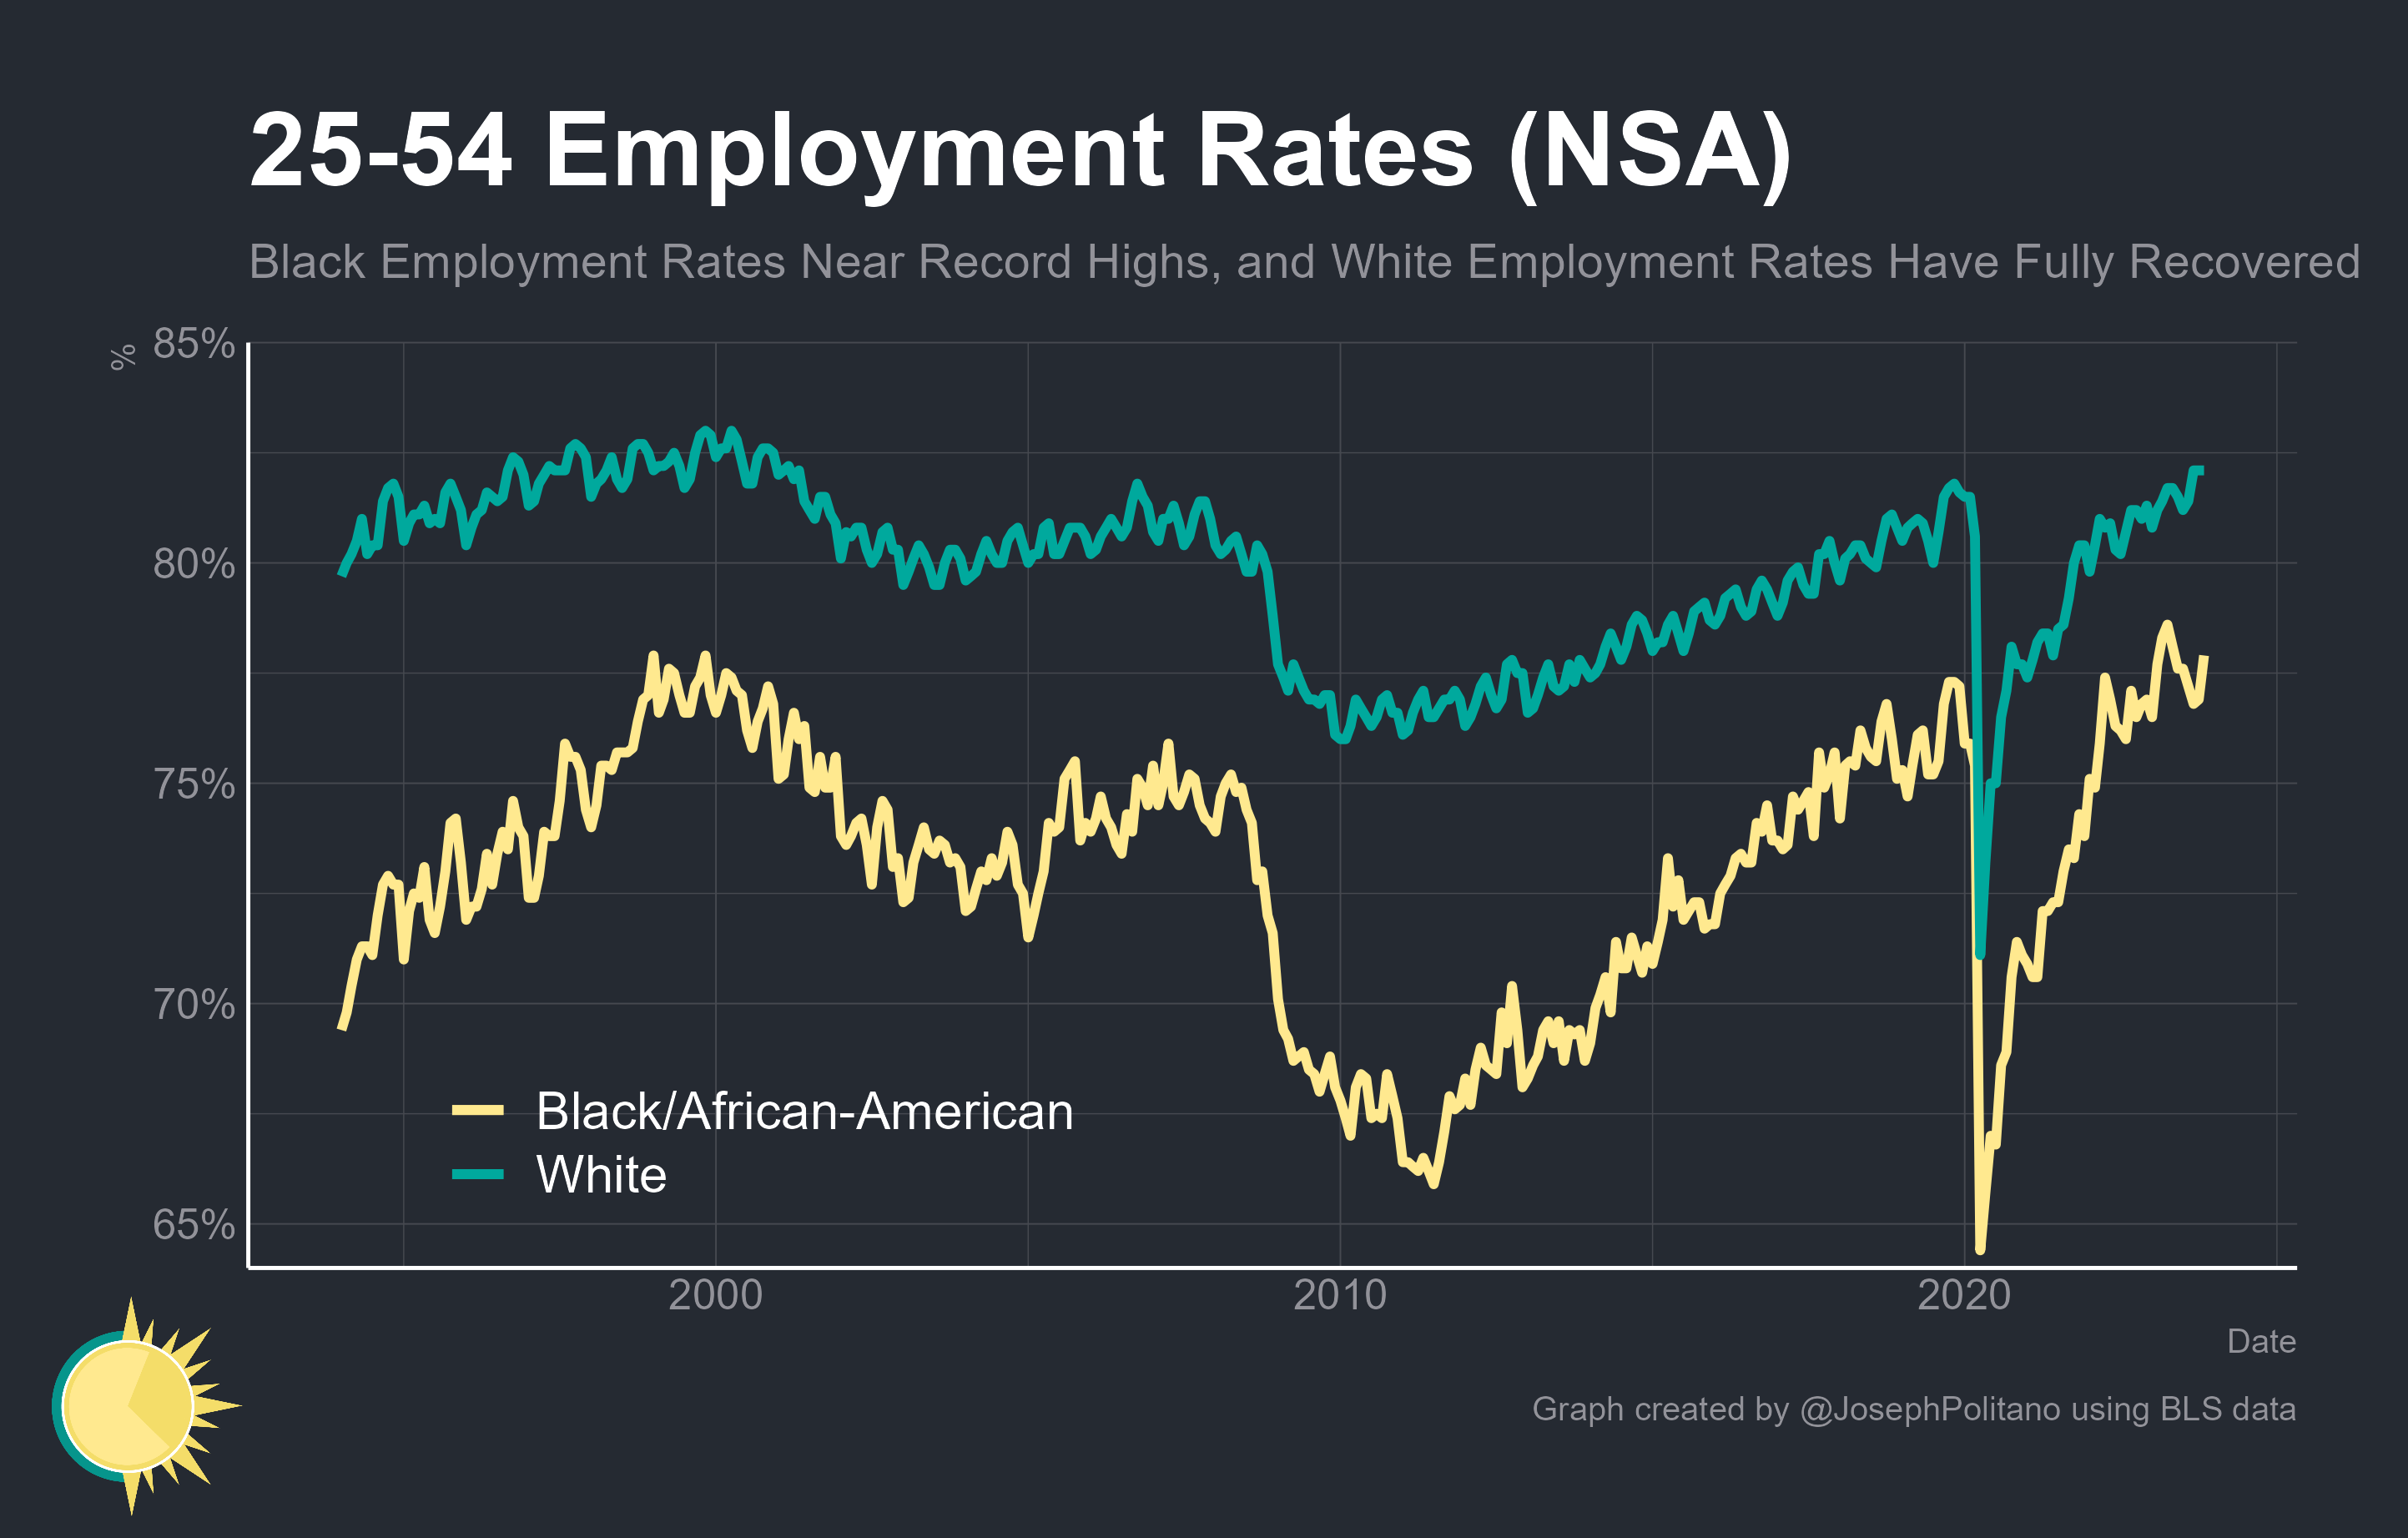 25-54 Employment Rates (NSA)
Black Employment Rates Near Record Highs, and White Employment Rates Have Fully Recovered
%
85%
80%
75%
70%
65%
Black/African-American
White
2000
2010
2020
Date
Graph created by @JosephPolitano using BLS data